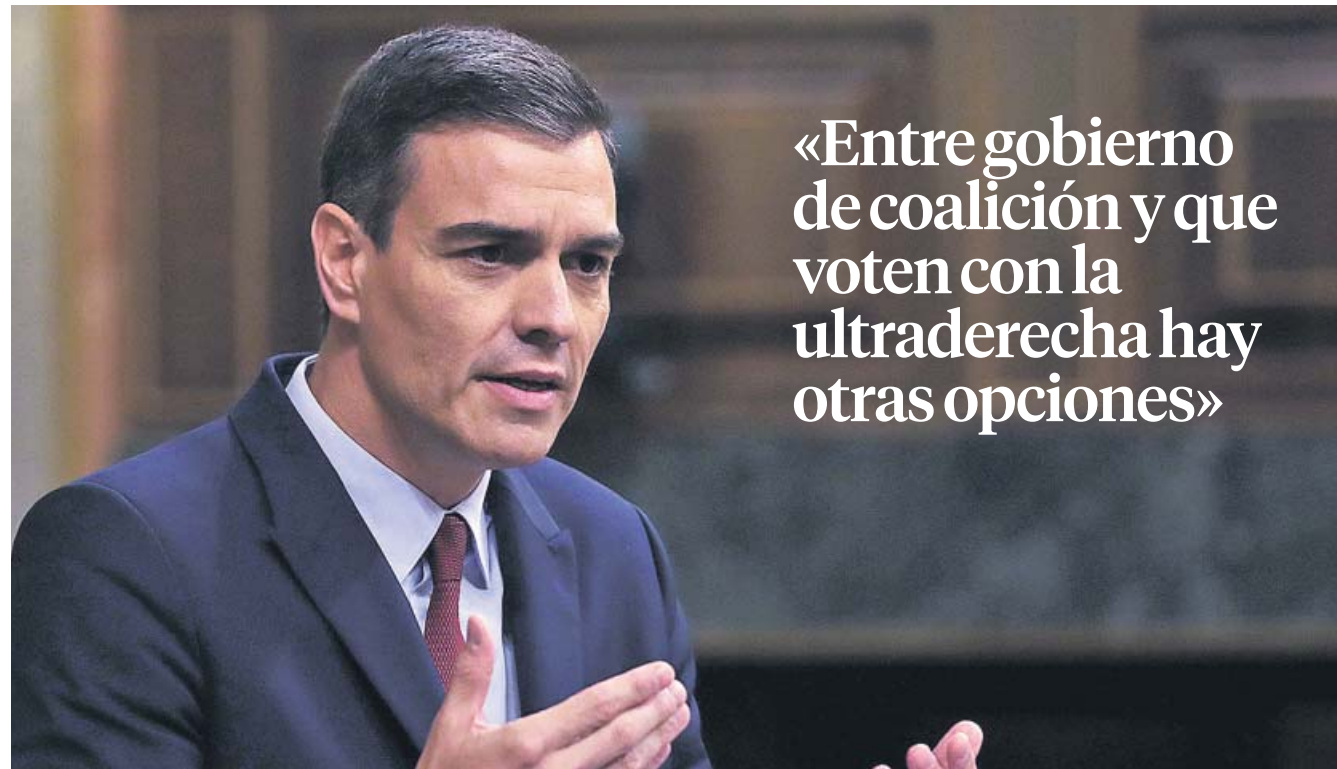 «Entre gobierno
de coalición y que
voten con la
ultraderecha hay
otras opciones»